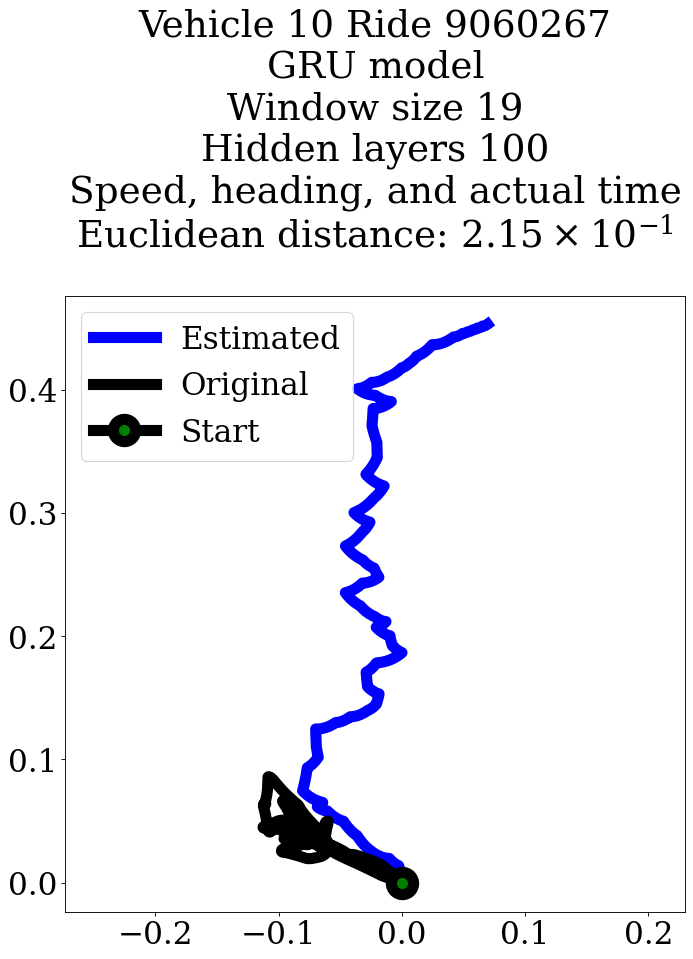 Vehicle 10 Ride 9060267
GRU model
Window size 19
Hidden layers 100
Speed, heading, and actual time
Euclidean distance: 2.15 × 10⁻¹
Estimated
Original
Start
0.4
0.3
0.2
0.1
0.0
−0.2 −0.1 0.0 0.1 0.2